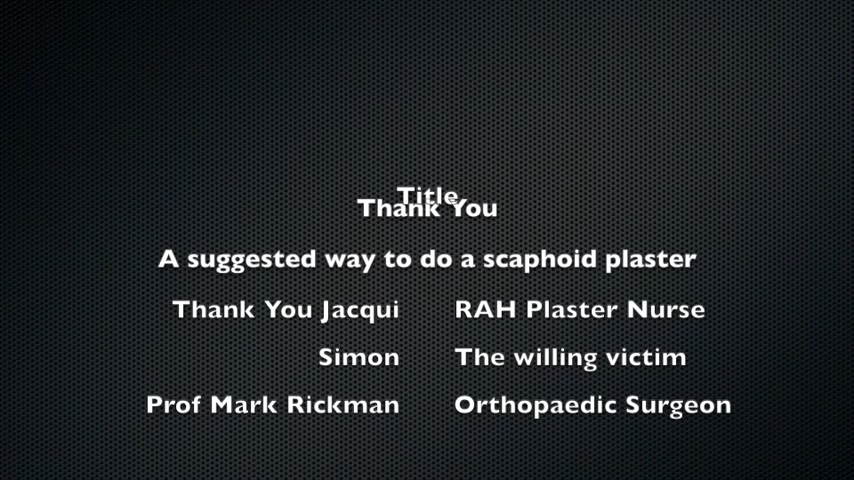 Title
Thank You
A suggested way to do a scaphoid plaster
Thank You Jacqui RAH Plaster Nurse
Simon The willing victim
Prof Mark Rickman Orthopaedic Surgeon